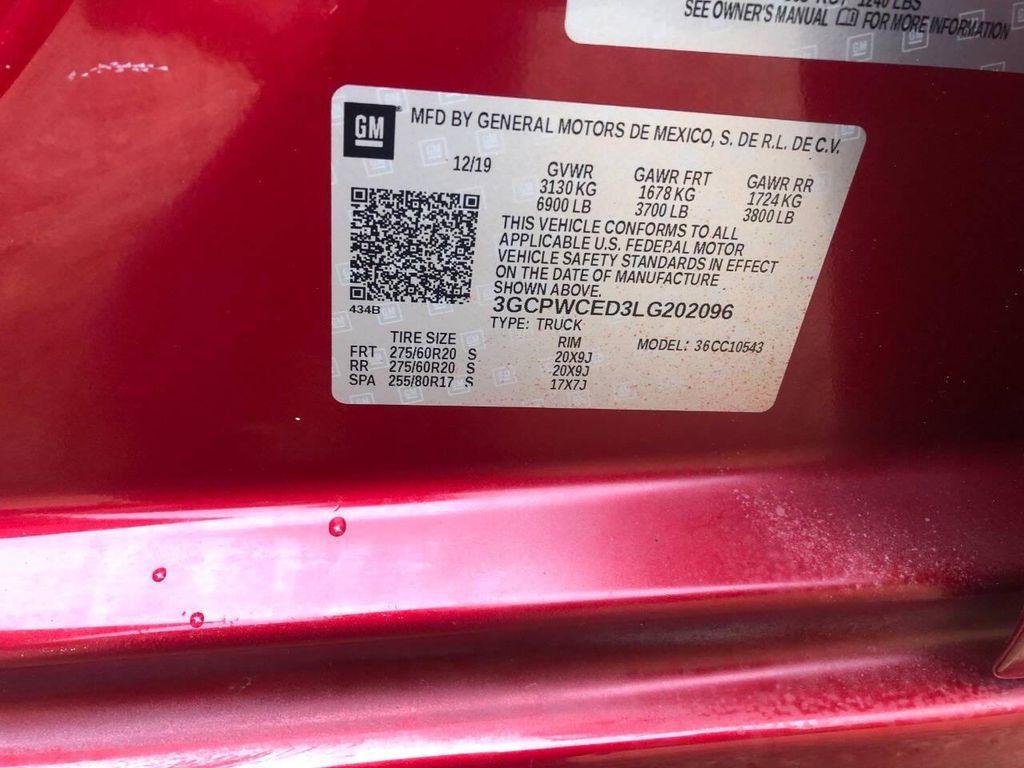 1240 LBS
SEE OWNER'S MANUAL FOR MORE INFORMATION
GM
MFD BY GENERAL MOTORS DE MEXICO, S. DE R.L. DE C.V.
12/19 GVWR GAWR FRT GAWR RR
3130 KG 1678 KG 1724 KG
6900 LB 3700 LB 3800 LB
THIS VEHICLE CONFORMS TO ALL
APPLICABLE U.S. FEDERAL MOTOR
VEHICLE SAFETY STANDARDS IN EFFECT
ON THE DATE OF MANUFACTURE
SHOWN ABOVE.
434B
3GCPWCED3LG202096
TYPE: TRUCK
TIRE SIZE RIM MODEL: 36CC10543
FRT 275/60R20 S 20X9J
RR 275/60R20 S 20X9J
SPA 255/80R17 S 17X7J